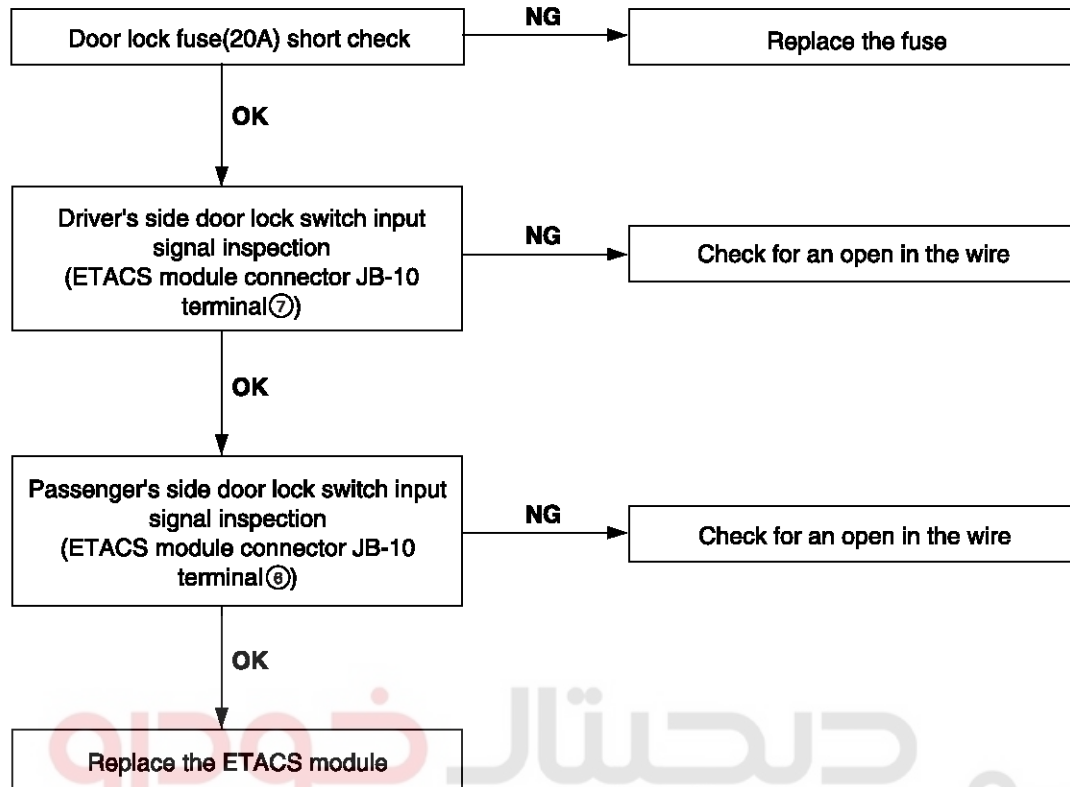 Door lock fuse(20A) short check
NG
Replace the fuse
OK
Driver's side door lock switch input
signal inspection
(ETACS module connector JB-10
terminal⑦)
NG
Check for an open in the wire
OK
Passenger's side door lock switch input
signal inspection
(ETACS module connector JB-10
terminal⑥)
NG
Check for an open in the wire
OK
Replace the ETACS module
دیجیتال خودرو